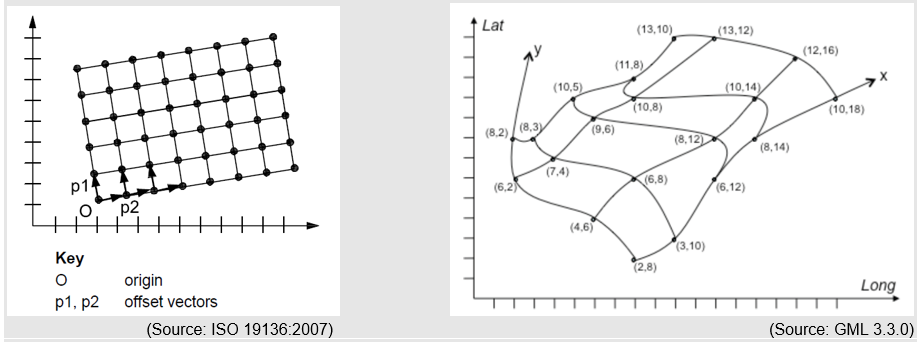 p1
O
p2
Key
O origin
p1, p2 offset vectors
(Source: ISO 19136:2007)
Lat
(13,10)
(13,12)
y
(12,16)
(11,8)
x
(10,5)
(10,14)
(10,8)
(10,18)
(8,2)
(8,3)
(9,6)
(8,12)
(8,14)
(7,4)
(6,2)
(6,8)
(6,12)
(4,6)
(3,10)
(2,8)
Long
(Source: GML 3.3.0)